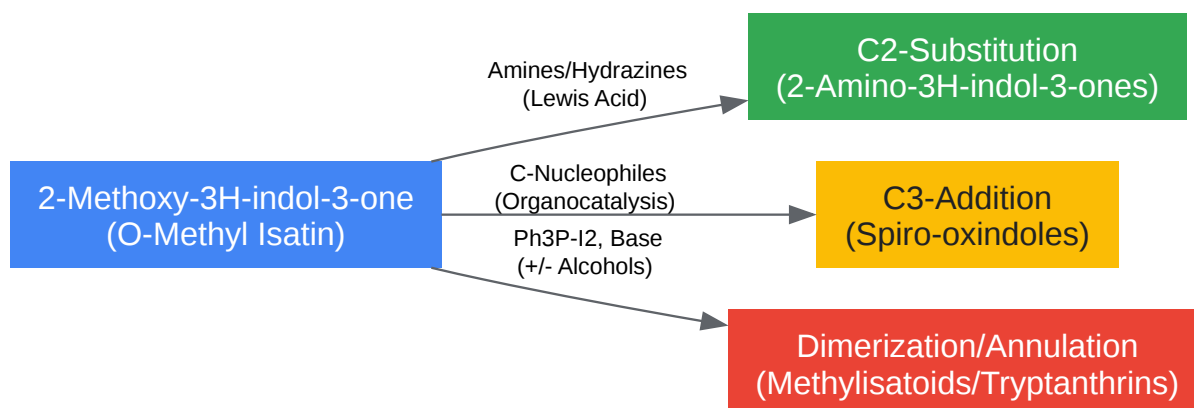 2-Methoxy-3H-indol-3-one
(O-Methyl Isatin)
Amines/Hydrazines
(Lewis Acid)
C-Nucleophiles
(Organocatalysis)
Ph3P-I2, Base
(+/- Alcohols)
C2-Substitution
(2-Amino-3H-indol-3-ones)
C3-Addition
(Spiro-oxindoles)
Dimerization/Annulation
(Methylisatoids/Tryptanthrins)